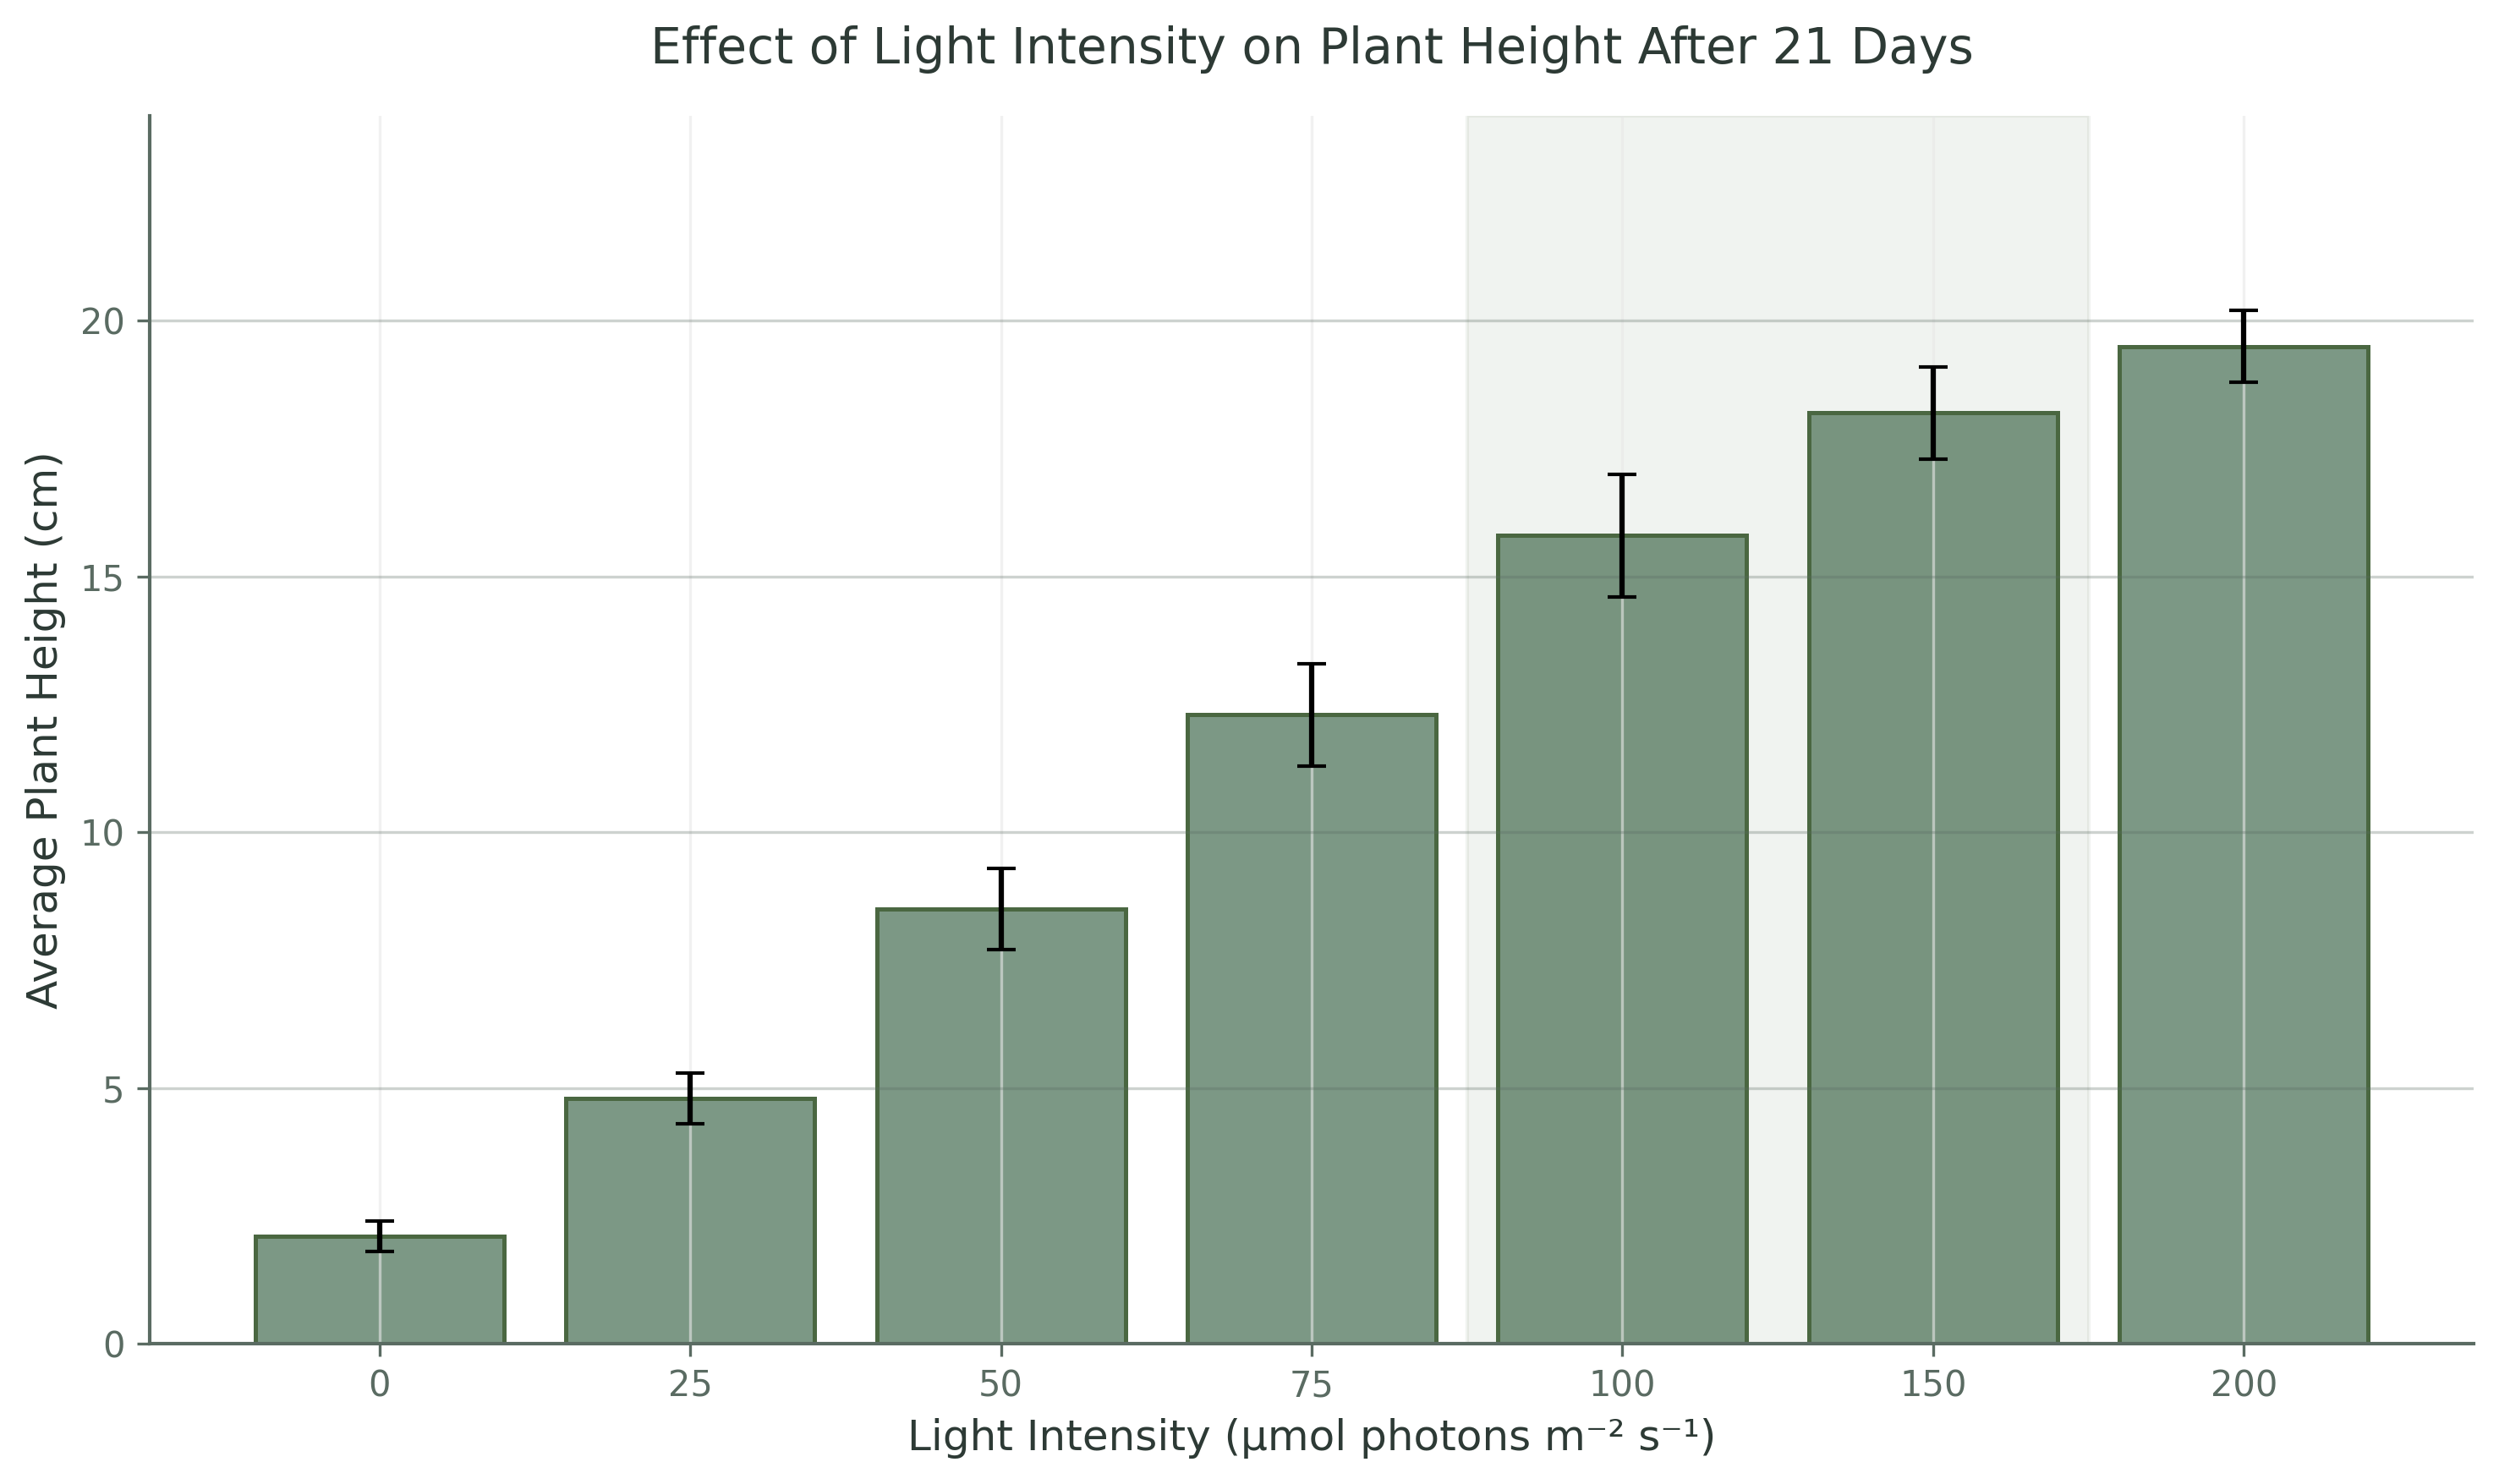 Effect of Light Intensity on Plant Height After 21 Days
Average Plant Height (cm)
20
15
10
5
0
0 25 50 75 100 150 200
Light Intensity (μmol photons m⁻² s⁻¹)